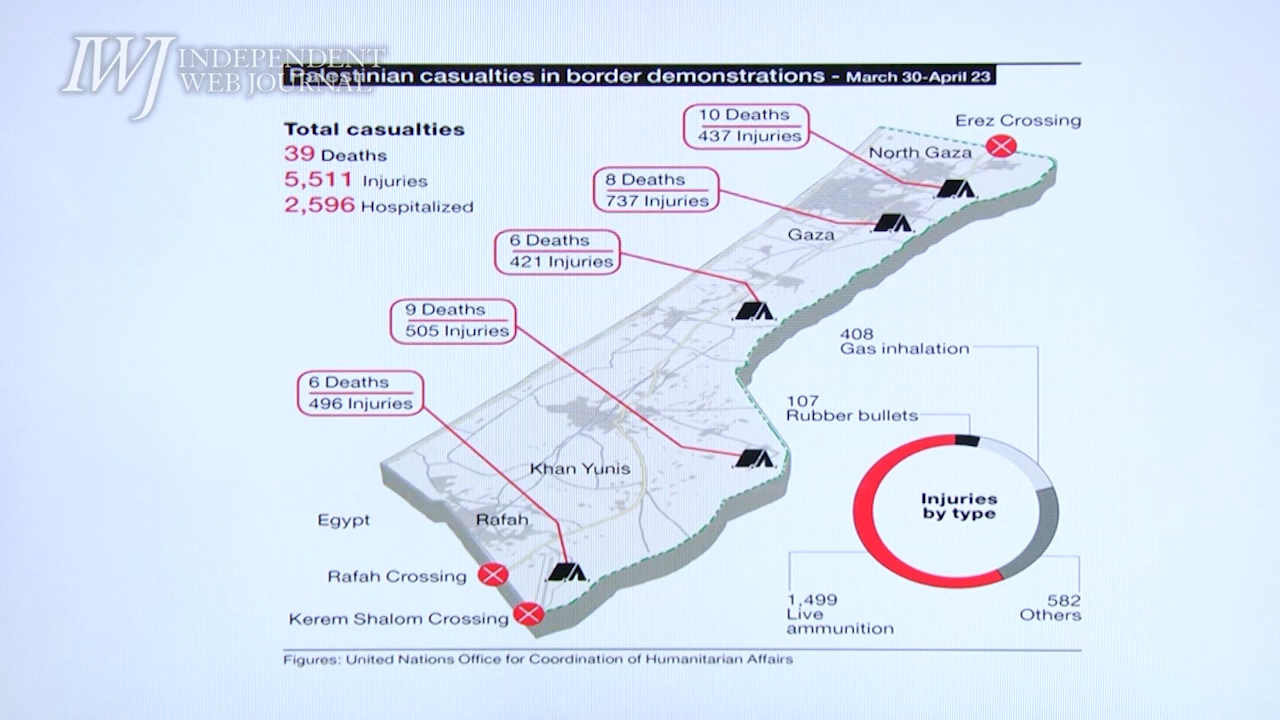 IWJ INDEPENDENT
WEB JOURNAL
Palestinian casualties in border demonstrations - March 30-April 23
Total casualties
39 Deaths
5,511 Injuries
2,596 Hospitalized
10 Deaths
437 Injuries
Erez Crossing
North Gaza
8 Deaths
737 Injuries
Gaza
6 Deaths
421 Injuries
9 Deaths
505 Injuries
408
Gas inhalation
6 Deaths
496 Injuries
107
Rubber bullets
Khan Yunis
Injuries
by type
Egypt
Rafah
Rafah Crossing
Kerem Shalom Crossing
1,499
Live
ammunition
582
Others
Figures: United Nations Office for Coordination of Humanitarian Affairs